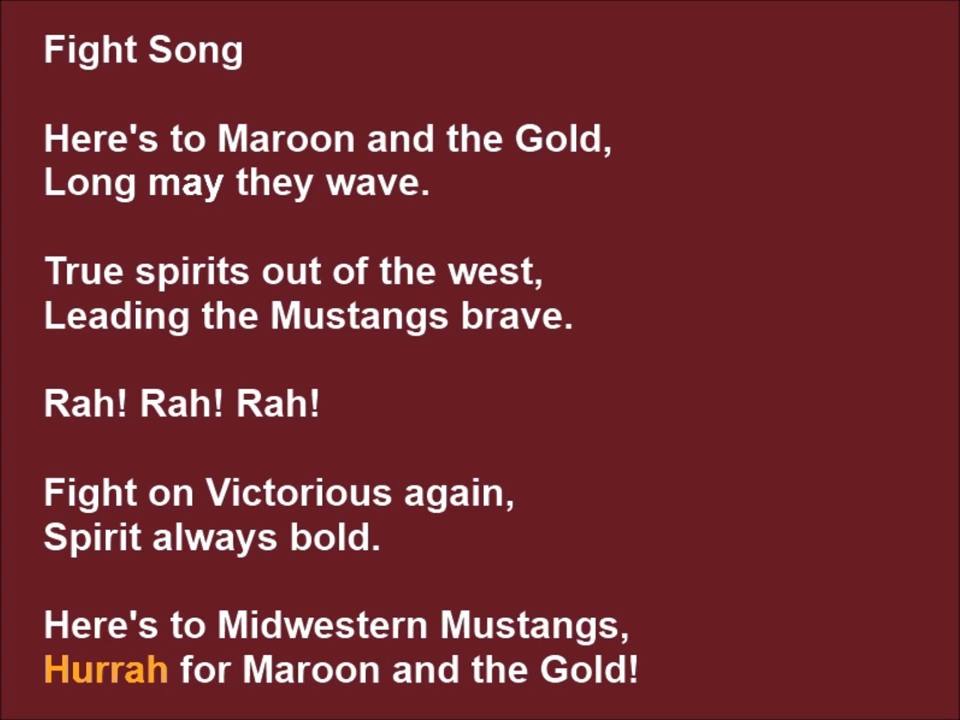 Fight Song
Here's to Maroon and the Gold,
Long may they wave.
True spirits out of the west,
Leading the Mustangs brave.
Rah! Rah! Rah!
Fight on Victorious again,
Spirit always bold.
Here's to Midwestern Mustangs,
Hurrah for Maroon and the Gold!